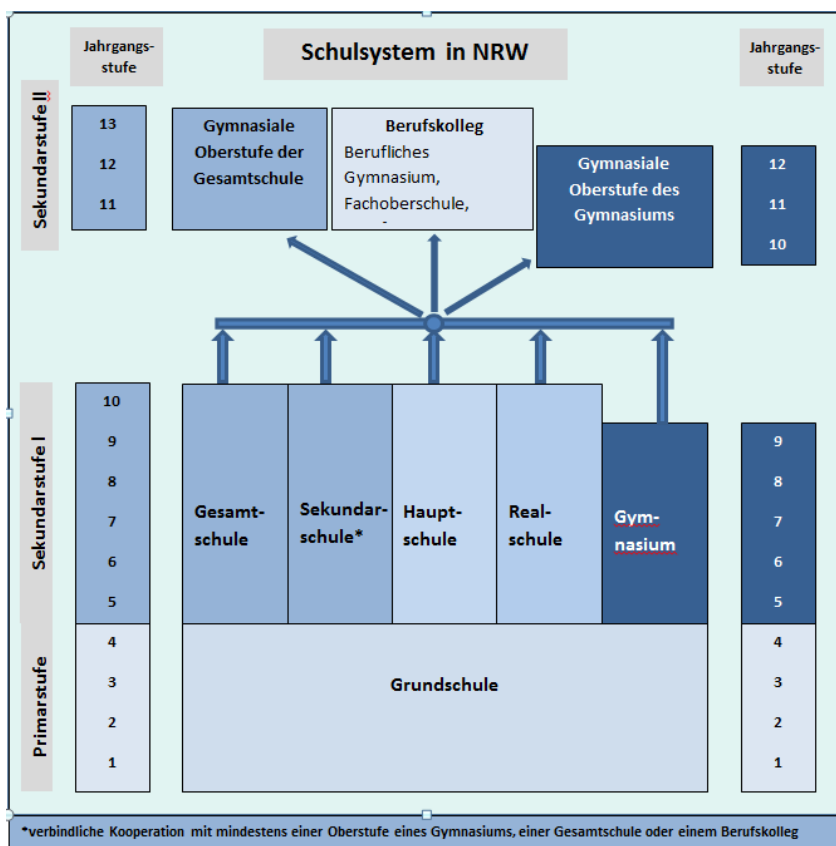 Jahrgangs-
stufe
Schulsystem in NRW
Jahrgangs-
stufe
Sekundarstufe II
13
12
11
Gymnasiale
Oberstufe der
Gesamtschule
Berufskolleg
Berufliches
Gymnasium,
Fachoberschule,
Gymnasiale
Oberstufe des
Gymnasiums
12
11
10
Sekundarstufe I
10
9
8
7
6
5
Gesamt-
schule
Sekundar-
schule*
Haupt-
schule
Real-
schule
Gym-
nasium
9
8
7
6
5
Primarstufe
4
3
2
1
Grundschule
4
3
2
1
*verbindliche Kooperation mit mindestens einer Oberstufe eines Gymnasiums, einer Gesamtschule oder einem Berufskolleg